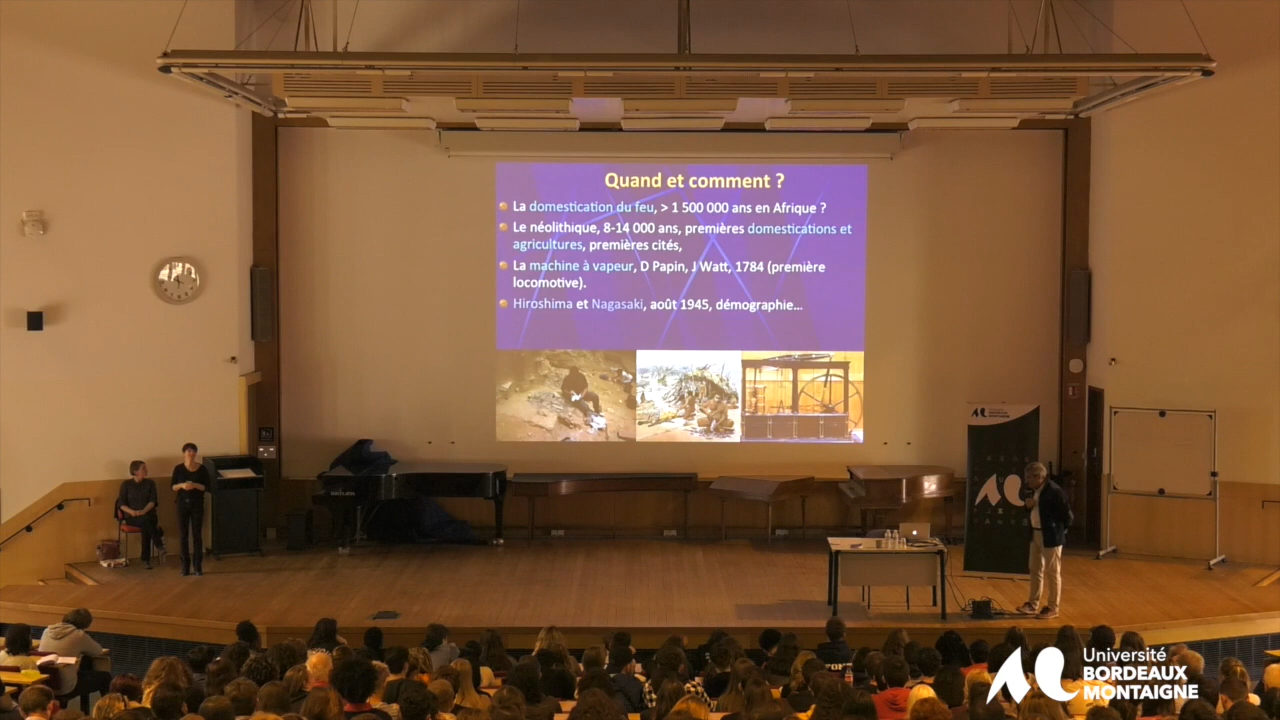 Quand et comment ?
La domestication du feu, > 1 500 000 ans en Afrique ?
Le néolithique, 8-14 000 ans, premières domestications et
agricultures, premières cités,
La machine à vapeur, D Papin, J Watt, 1784 (première
locomotive).
Hiroshima et Nagasaki, août 1945, démographie...
Université
BORDEAUX
MONTAIGNE